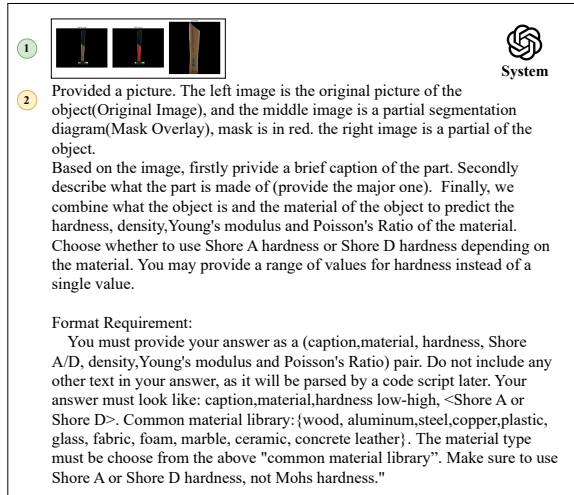 1
System
2
Provided a picture. The left image is the original picture of the
object(Original Image), and the middle image is a partial segmentation
diagram(Mask Overlay), mask is in red. the right image is a partial of the
object.
Based on the image, firstly privide a brief caption of the part. Secondly
describe what the part is made of (provide the major one).  Finally, we
combine what the object is and the material of the object to predict the
hardness, density,Young's modulus and Poisson's Ratio of the material.
Choose whether to use Shore A hardness or Shore D hardness depending on
the material. You may provide a range of values for hardness instead of a
single value.
Format Requirement:
You must provide your answer as a (caption,material, hardness, Shore
A/D, density,Young's modulus and Poisson's Ratio) pair. Do not include any
other text in your answer, as it will be parsed by a code script later. Your
answer must look like: caption,material,hardness low-high, <Shore A or
Shore D>. Common material library:{wood, aluminum,steel,copper,plastic,
glass, fabric, foam, marble, ceramic, concrete leather}. The material type
must be choose from the above "common material library”. Make sure to use
Shore A or Shore D hardness, not Mohs hardness."